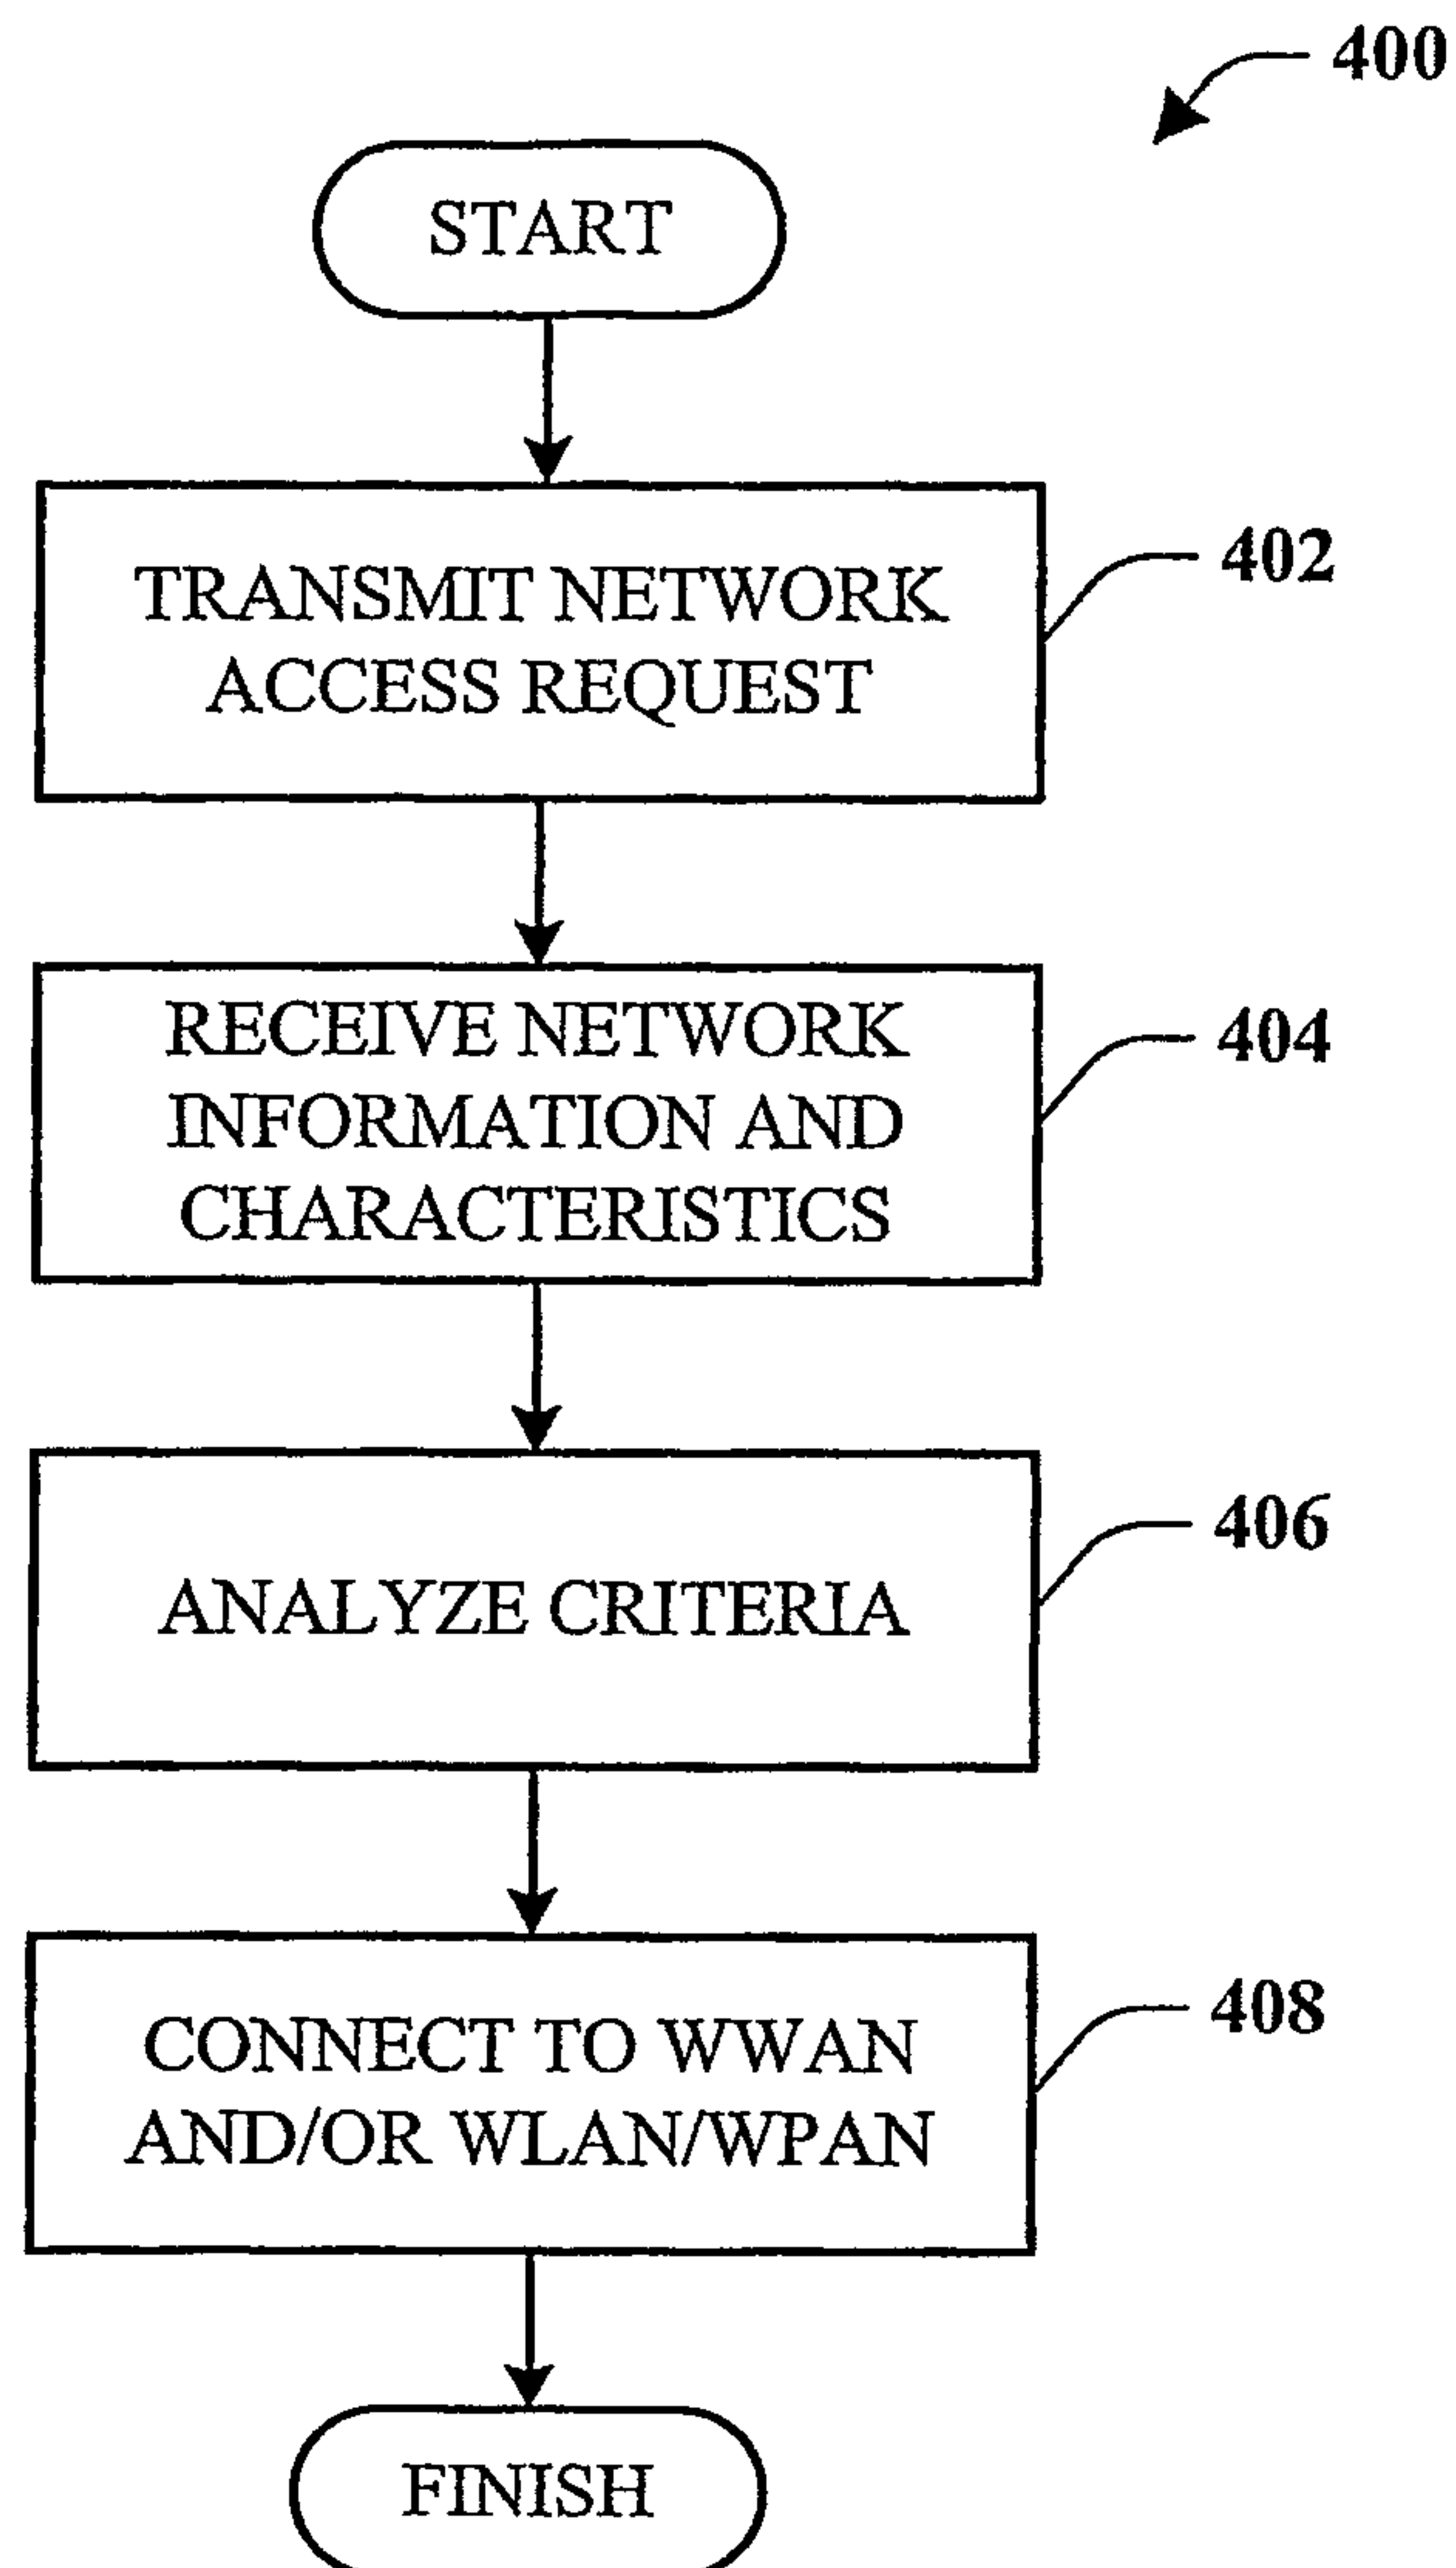 400
START
TRANSMIT NETWORK
ACCESS REQUEST
402
RECEIVE NETWORK
INFORMATION AND
CHARACTERISTICS
404
ANALYZE CRITERIA
406
CONNECT TO WWAN
AND/OR WLAN/WPAN
408
FINISH